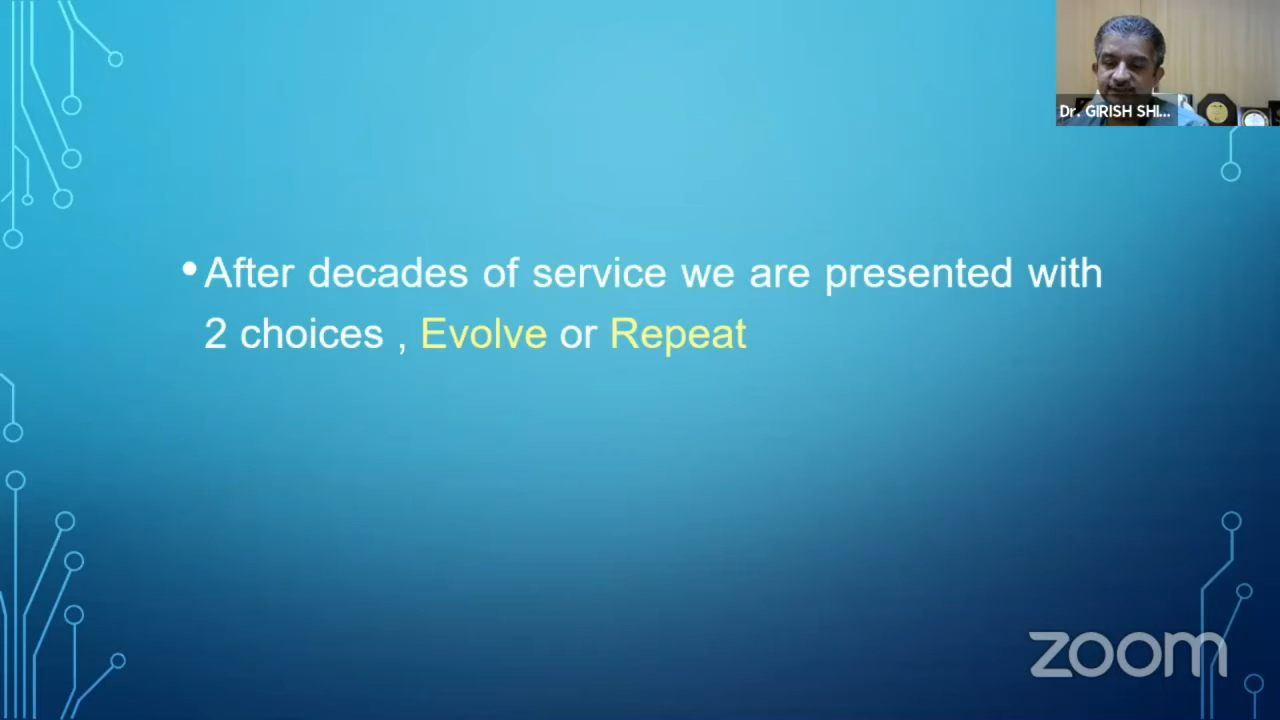 Dr. GIRISH SHI...
•After decades of service we are presented with
2 choices , Evolve or Repeat
zoom